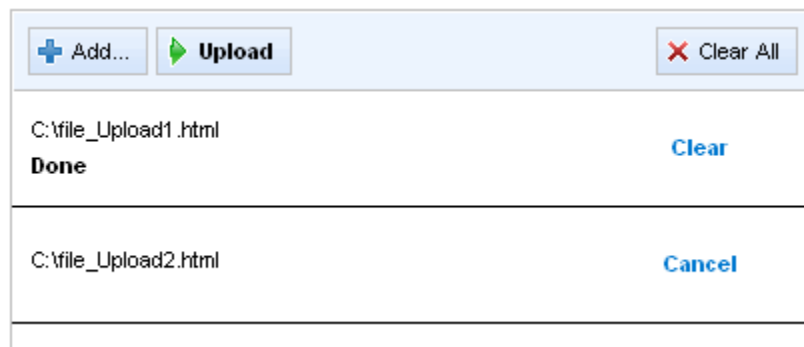 Add... Upload Clear All
C:\file_Upload1.html
Done
Clear
C:\file_Upload2.html
Cancel